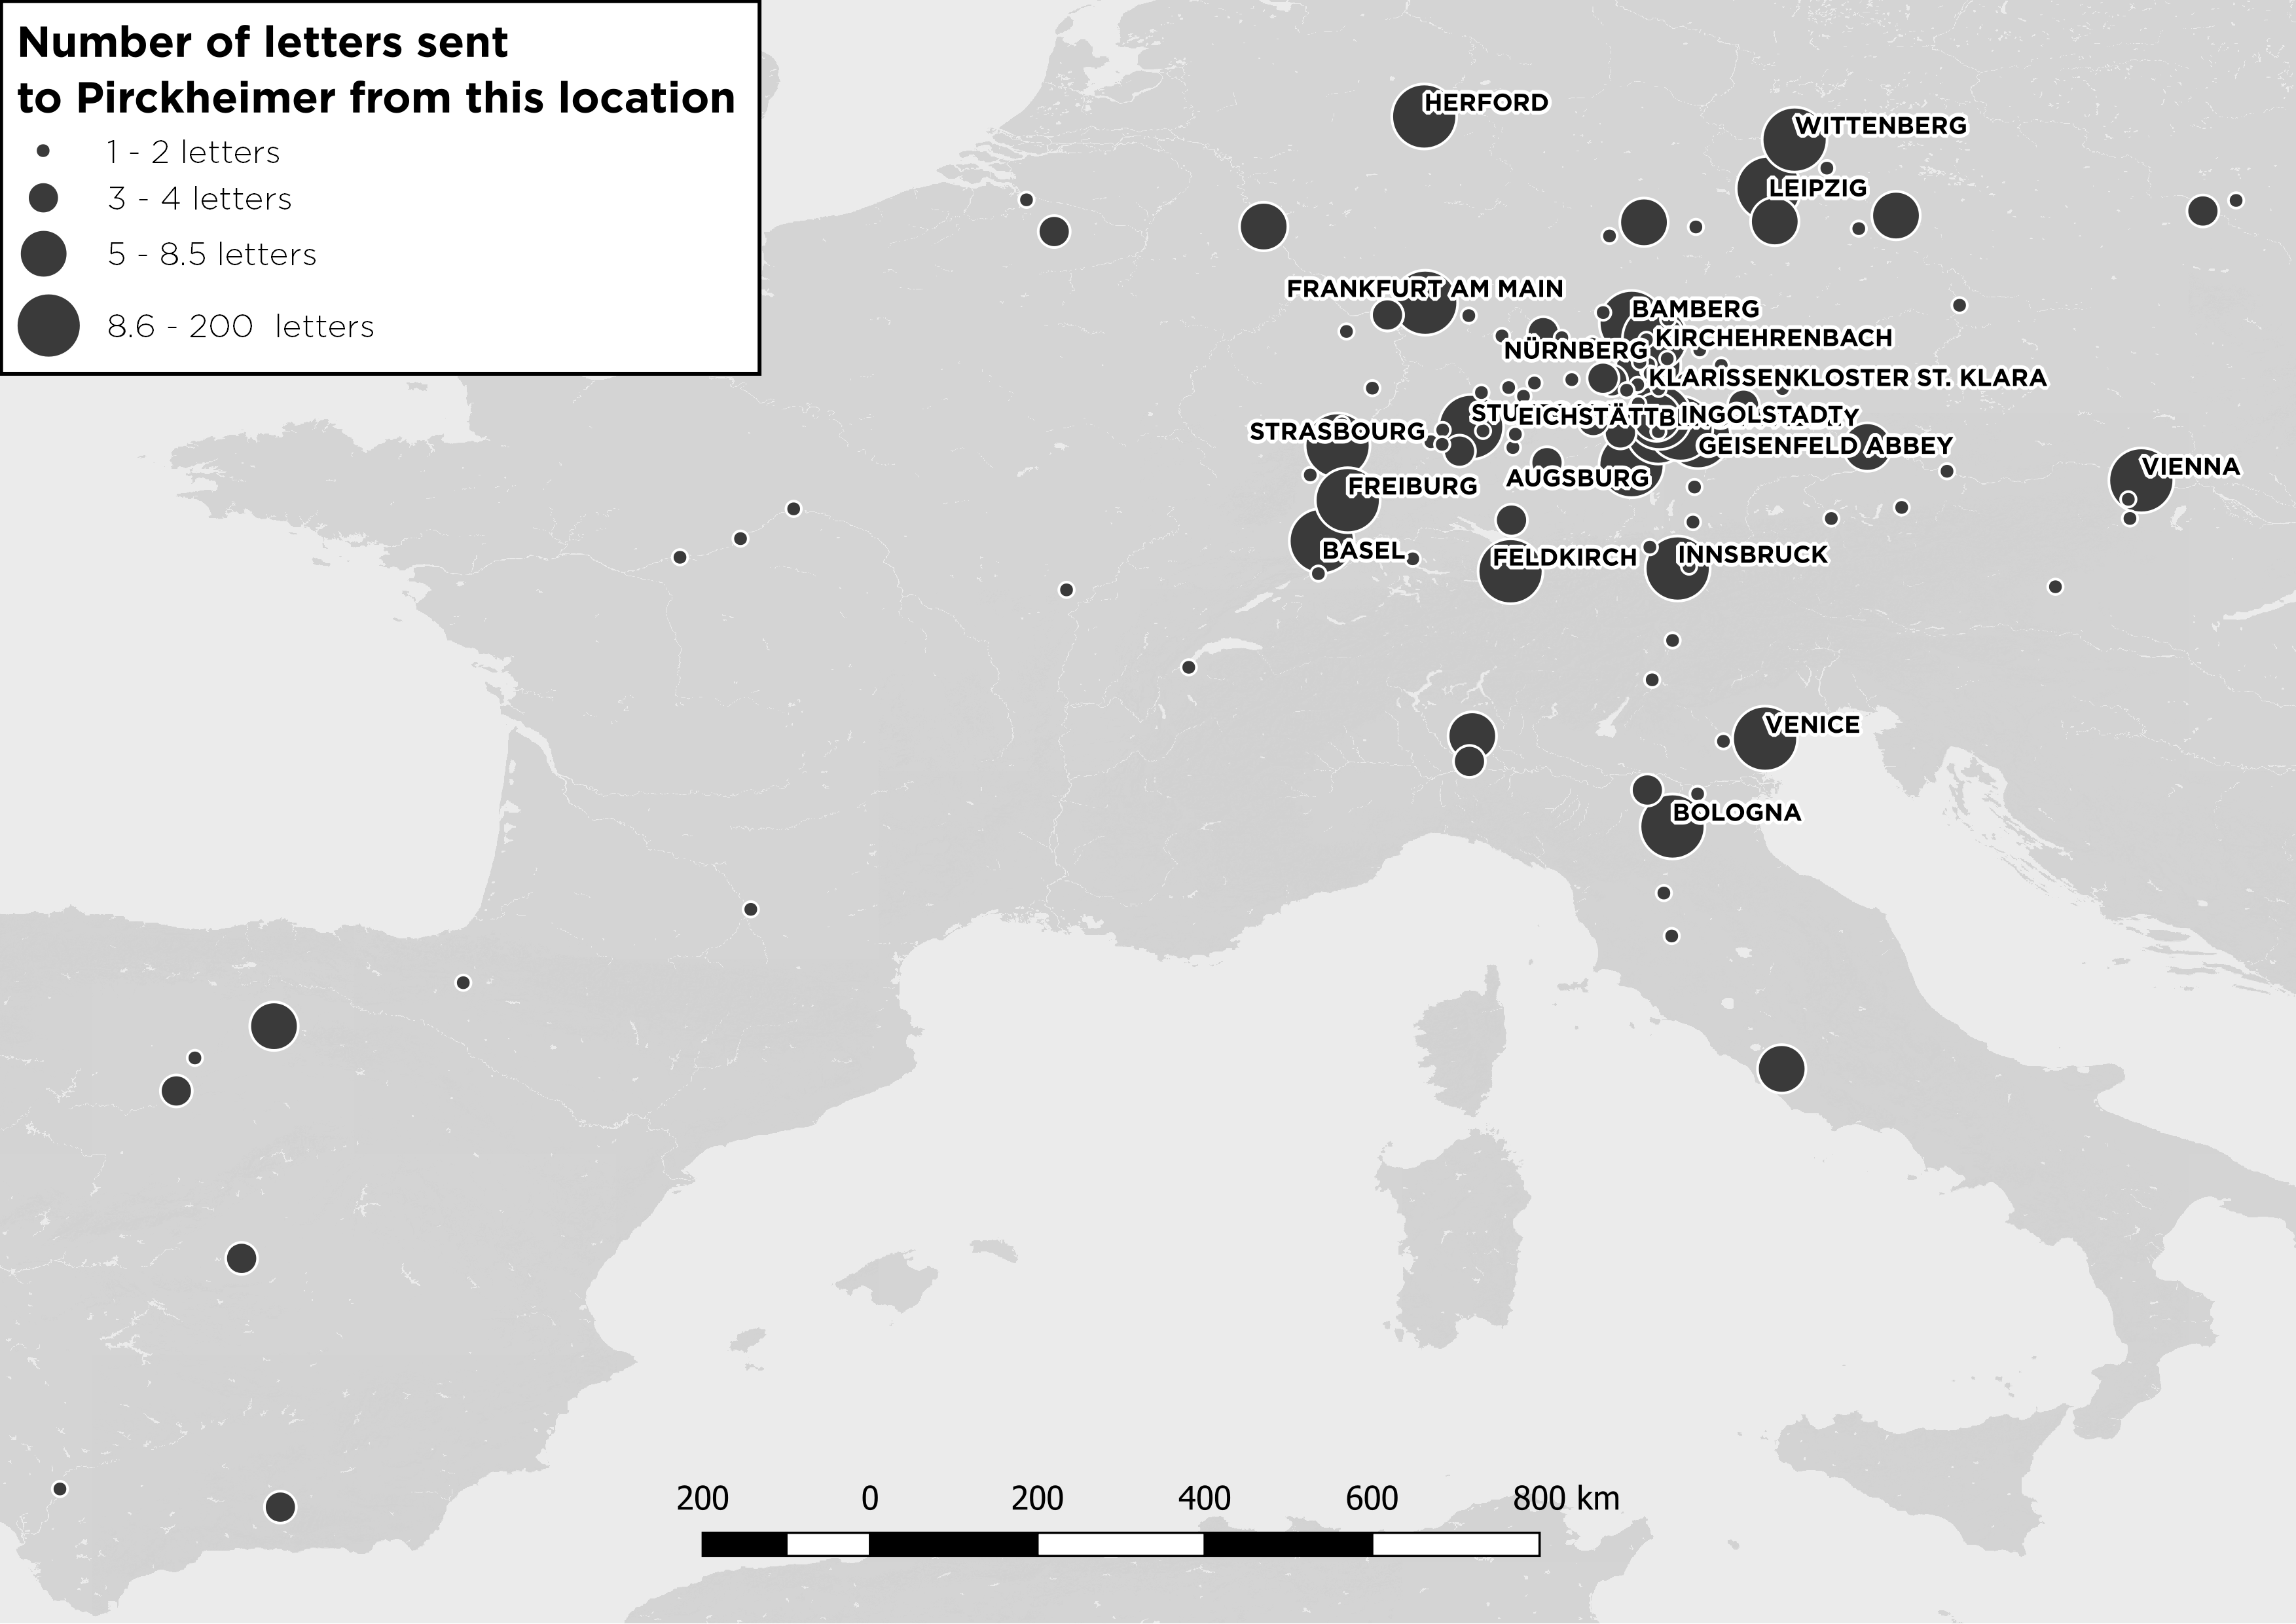 Number of letters sent
to Pirckheimer from this location
1 - 2 letters
3 - 4 letters
5 - 8.5 letters
8.6 - 200 letters
HERFORD
WITTENBERG
LEIPZIG
FRANKFURT AM MAIN
BAMBERG
KIRCHEHRENBACH
NÜRNBERG
KLARISSENKLOSTER ST. KLARA
EICHSTÄTT
INGOLSTADT
STRASBOURG
GEISENFELD ABBEY
VIENNA
AUGSBURG
FREIBURG
BASEL
FELDKIRCH
INNSBRUCK
VENICE
BOLOGNA
200 0 200 400 600 800 km